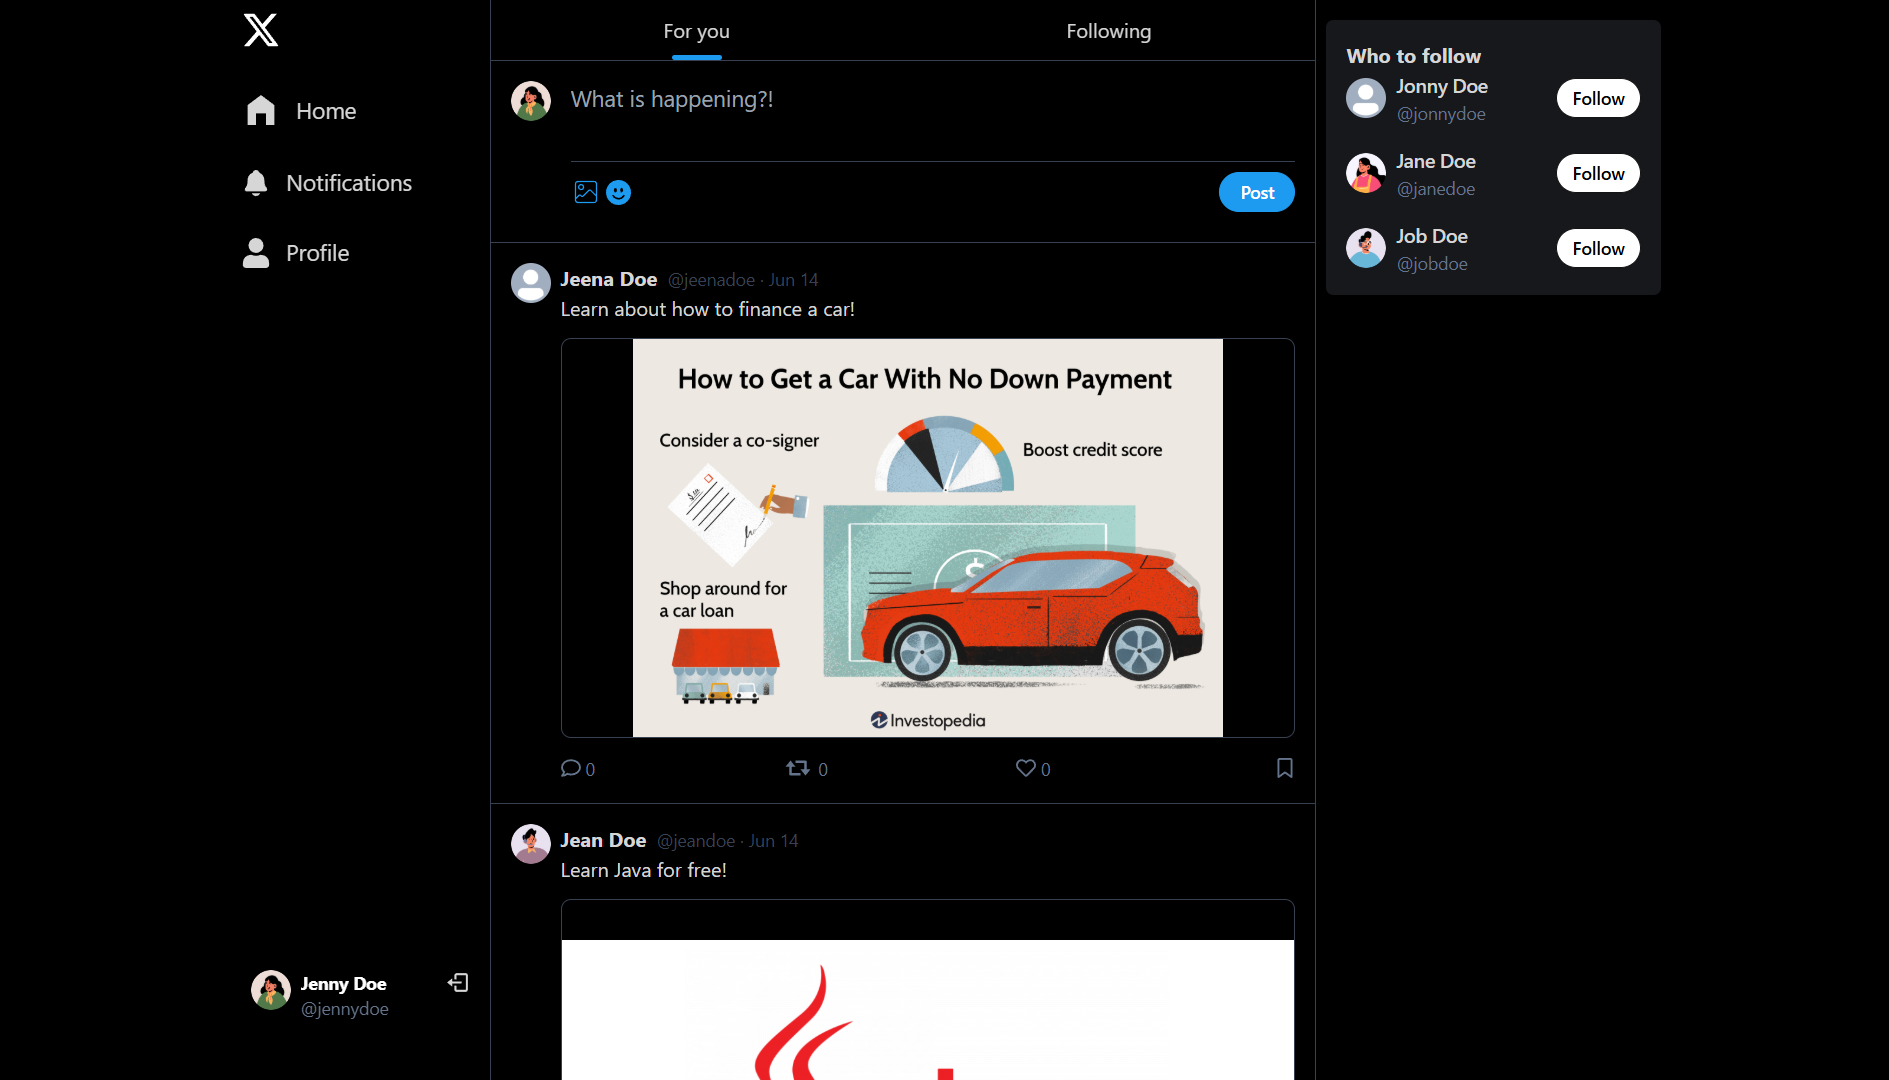 Home
Notifications
Profile
Jenny Doe
@jennydoe
For you
Following
What is happening?!
Post
Jeena Doe @jeenadoe · Jun 14
Learn about how to finance a car!
How to Get a Car With No Down Payment
Consider a co-signer
Boost credit score
Shop around for
a car loan
Investopedia
0
0
0
Jean Doe @jeandoe · Jun 14
Learn Java for free!
Who to follow
Jonny Doe
@jonnydoe
Follow
Jane Doe
@janedoe
Follow
Job Doe
@jobdoe
Follow